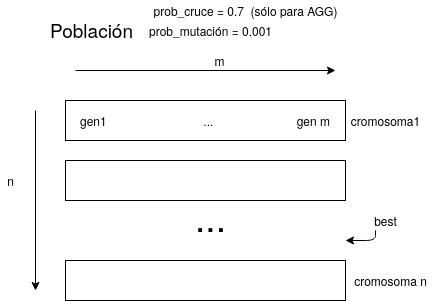 prob_cruce = 0.7 (sólo para AGG)
Población prob_mutación = 0.001
m
gen1 ... gen m cromosoma1
n
...
best
cromosoma n